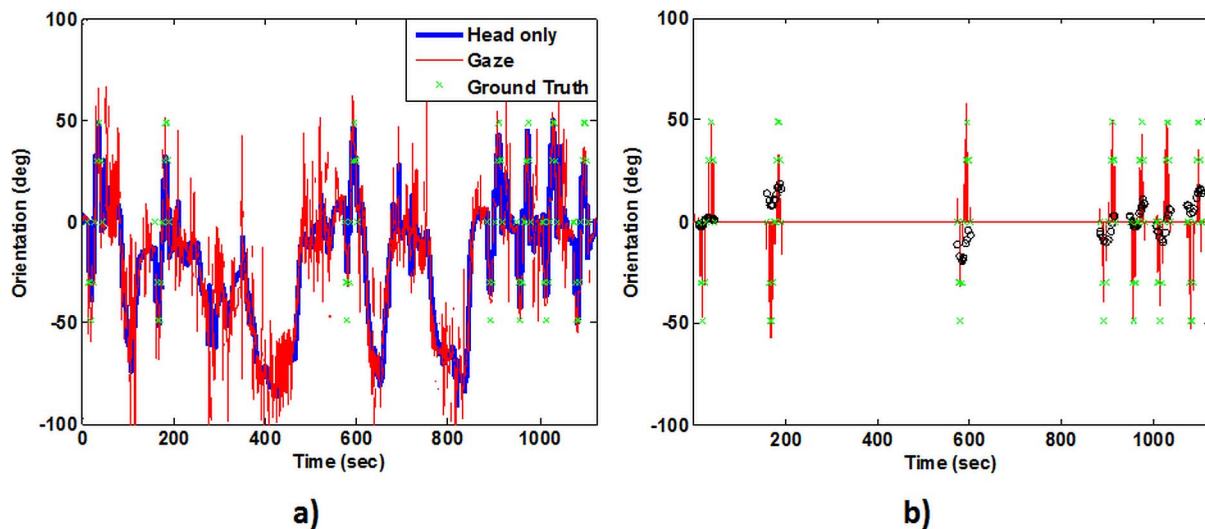 100
50
0
-50
-100
Orientation (deg)
0 200 400 600 800 1000
Time (sec)
Head only
Gaze
Ground Truth
a)
100
50
0
-50
-100
Orientation (deg)
200 400 600 800 1000
Time (sec)
b)